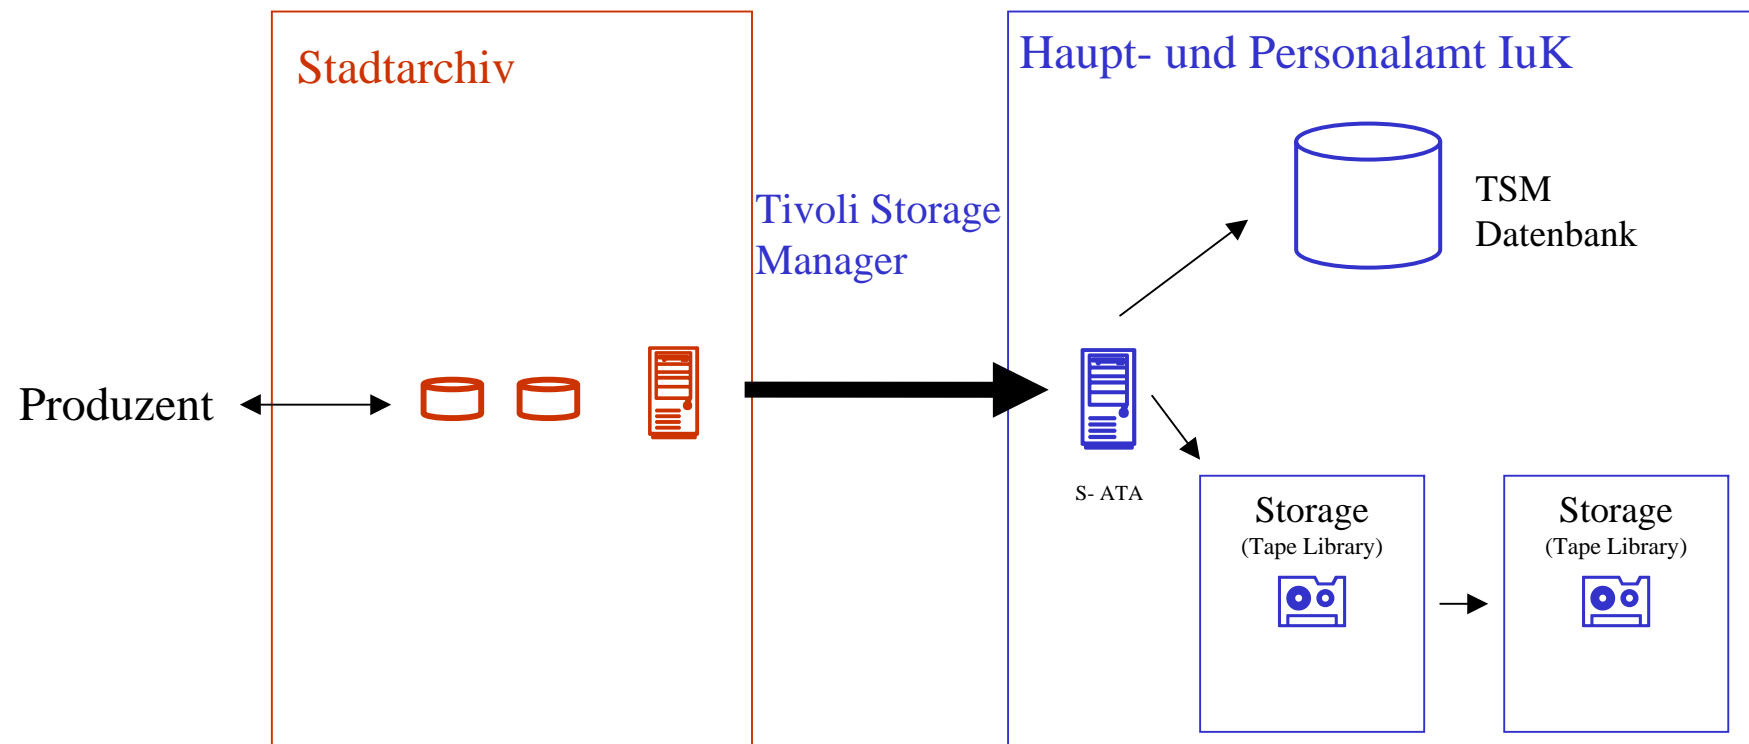 Stadtarchiv
Haupt- und Personalamt IuK
Tivoli Storage
Manager
TSM
Datenbank
Produzent
S- ATA
Storage
(Tape Library)
Storage
(Tape Library)